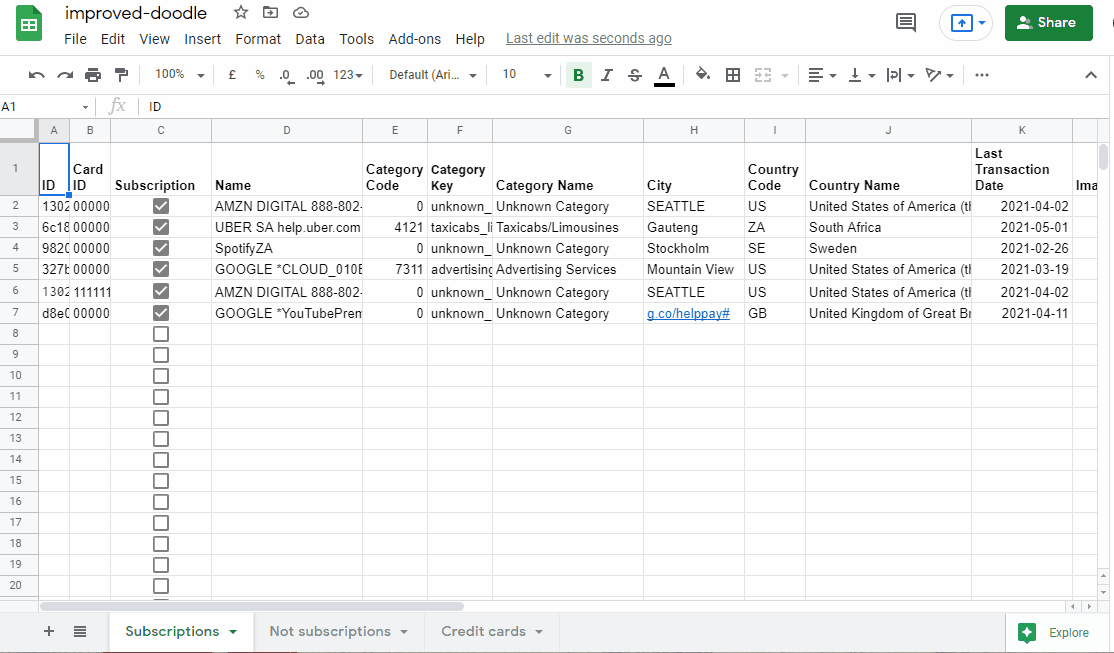 improved-doodle
File Edit View Insert Format Data Tools Add-ons Help Last edit was seconds ago
Share
100% £ % .0 .00 123 Default (Ari... 10 B I S A
A1 fx ID
A B C D E F G H I J K
1 ID Card ID Subscription Name Category Code Category Key Category Name City Country Code Country Name Last Transaction Date Ima
2 1302 00000 AMZN DIGITAL 888-802- 0 unknown_ Unknown Category SEATTLE US United States of America (th 2021-04-02
3 6c18 00000 UBER SA help.uber.com 4121 taxicabs_li Taxicabs/Limousines Gauteng ZA South Africa 2021-05-01
4 9820 00000 SpotifyZA 0 unknown_ Unknown Category Stockholm SE Sweden 2021-02-26
5 327b 00000 GOOGLE *CLOUD_010E 7311 advertising Advertising Services Mountain View US United States of America (th 2021-03-19
6 1302 111111 AMZN DIGITAL 888-802- 0 unknown_ Unknown Category SEATTLE US United States of America (th 2021-04-02
7 d8e0 00000 GOOGLE *YouTubePrem 0 unknown_ Unknown Category g.co/helppay# GB United Kingdom of Great Br 2021-04-11
8
9
10
11
12
13
14
15
16
17
18
19
20
Subscriptions Not subscriptions Credit cards Explore